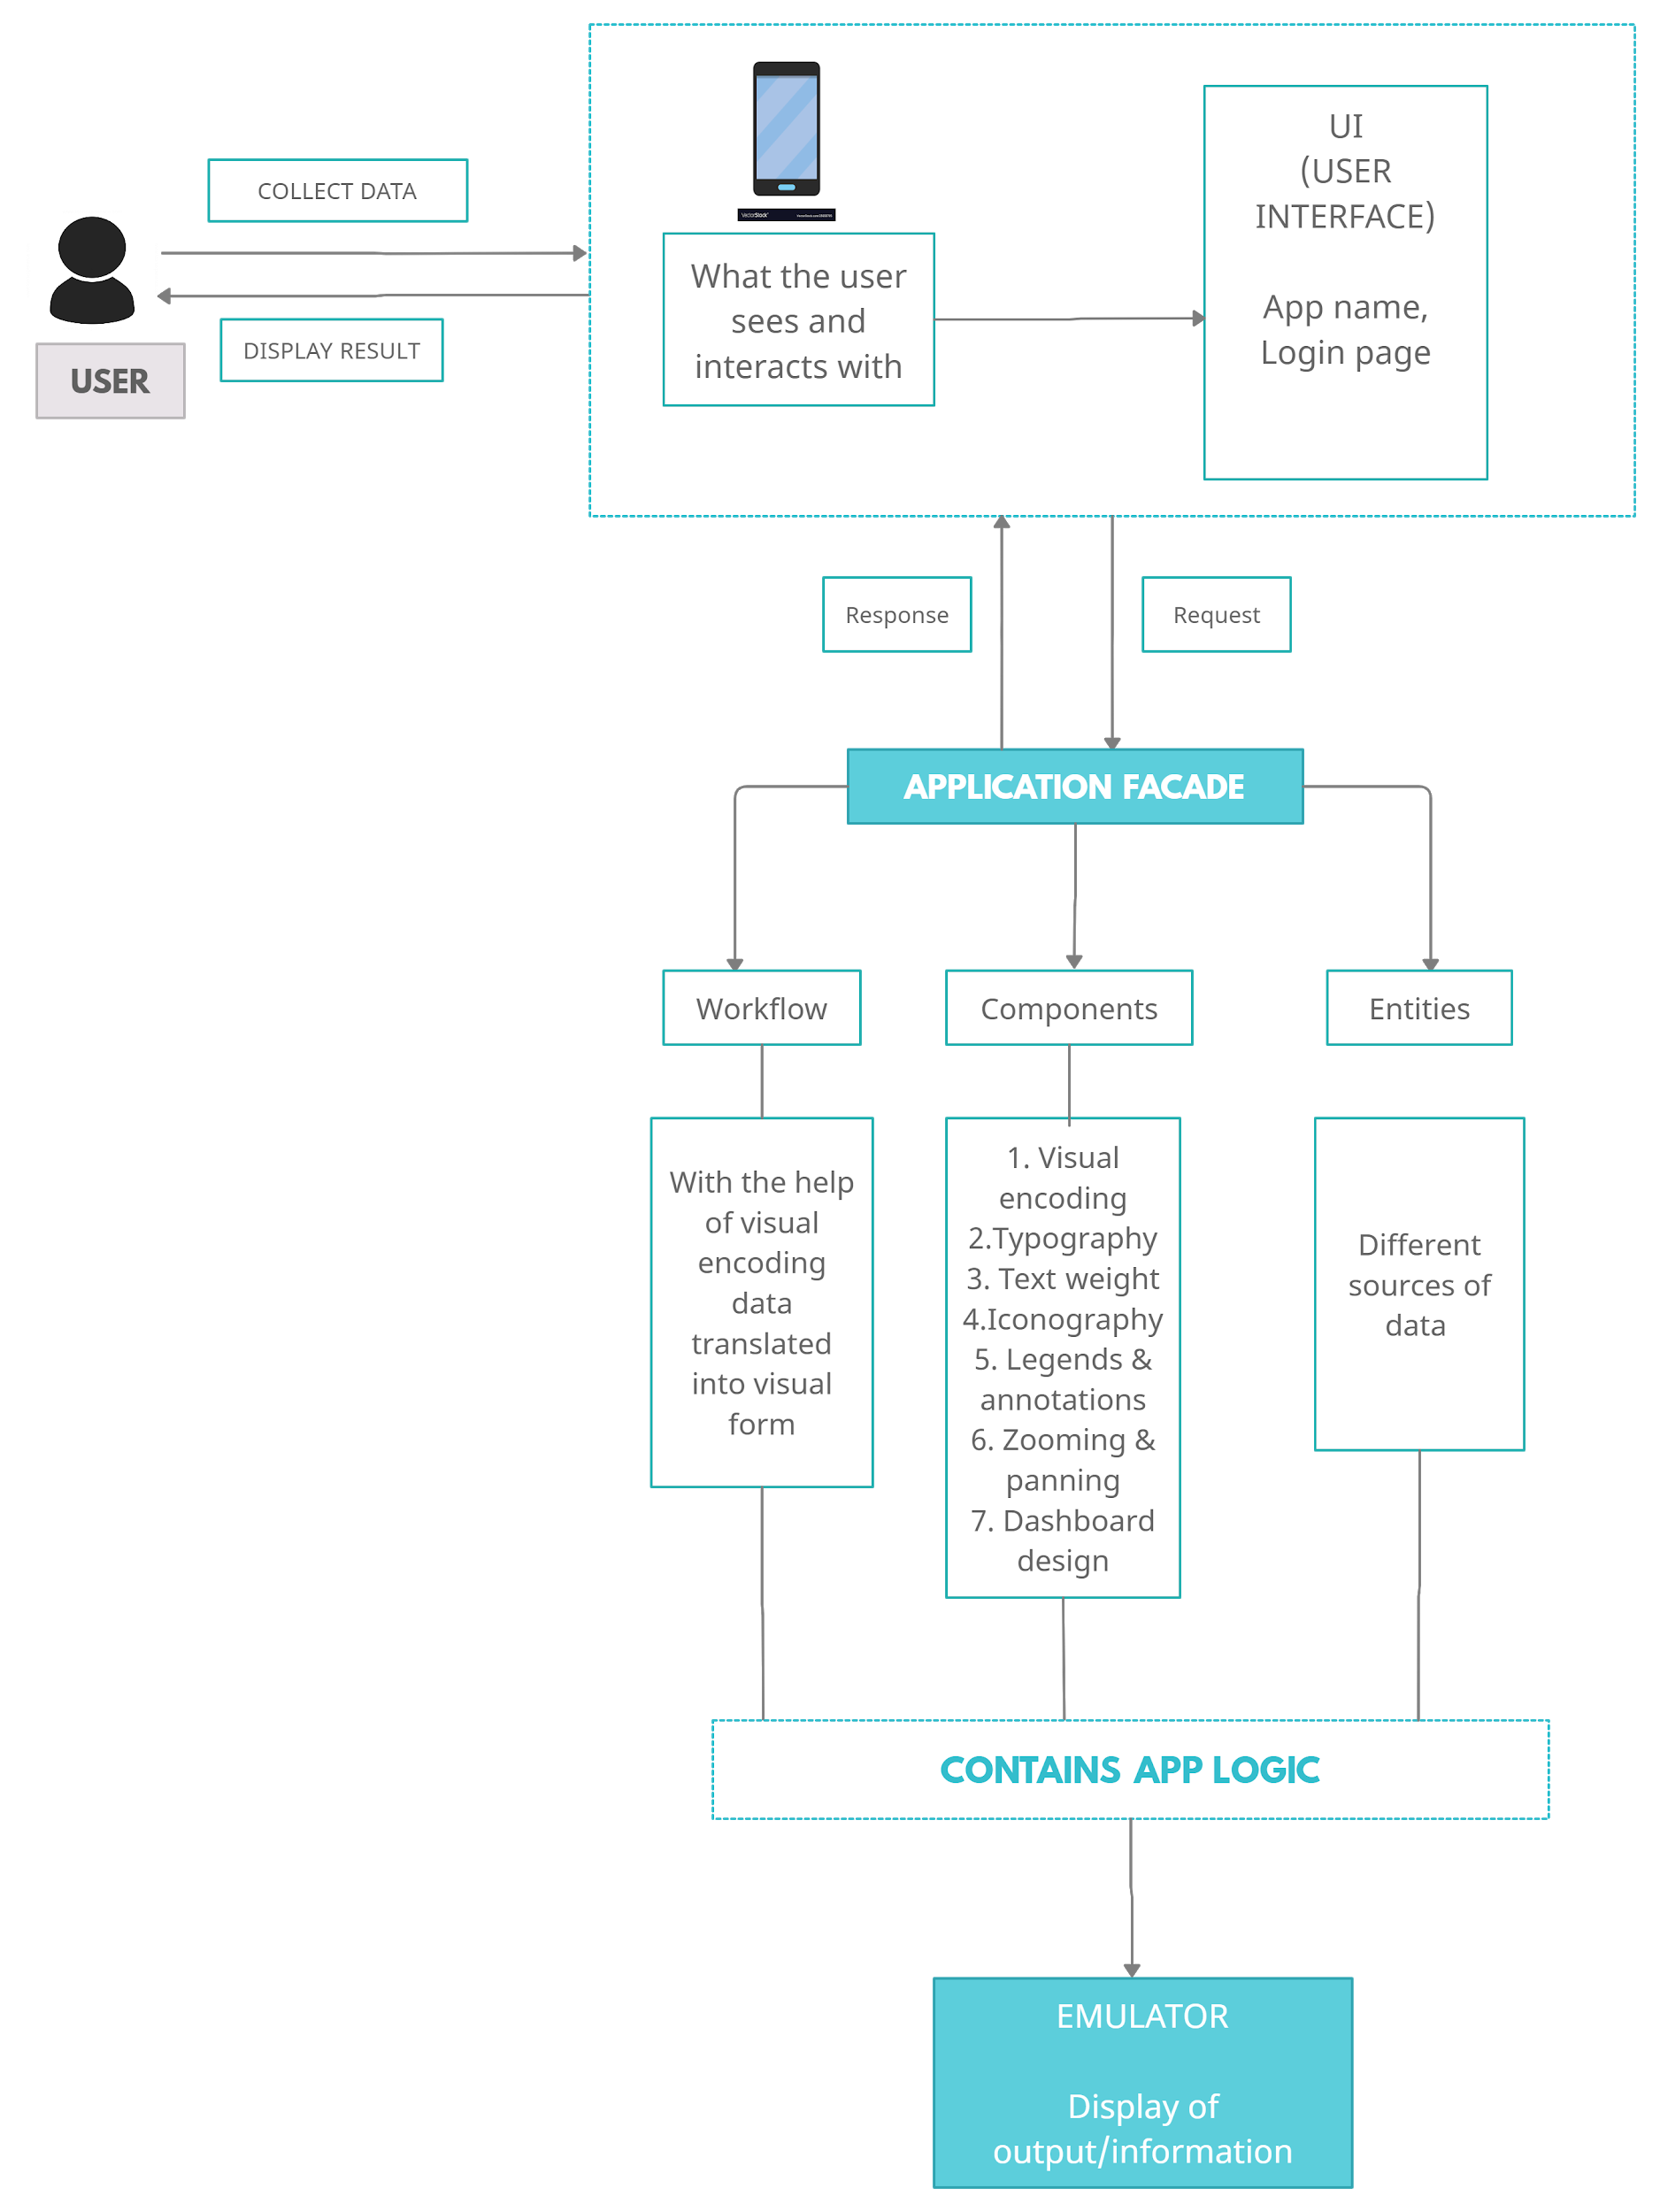 COLLECT DATA
USER
DISPLAY RESULT
VectorStock
What the user
sees and
interacts with
UI
(USER
INTERFACE)
App name,
Login page
Response
Request
APPLICATION FACADE
Workflow
Components
Entities
With the help
of visual
encoding
data
translated
into visual
form
1. Visual
encoding
2.Typography
3. Text weight
4.Iconography
5. Legends &
annotations
6. Zooming &
panning
7. Dashboard
design
Different
sources of
data
CONTAINS APP LOGIC
EMULATOR
Display of
output/information